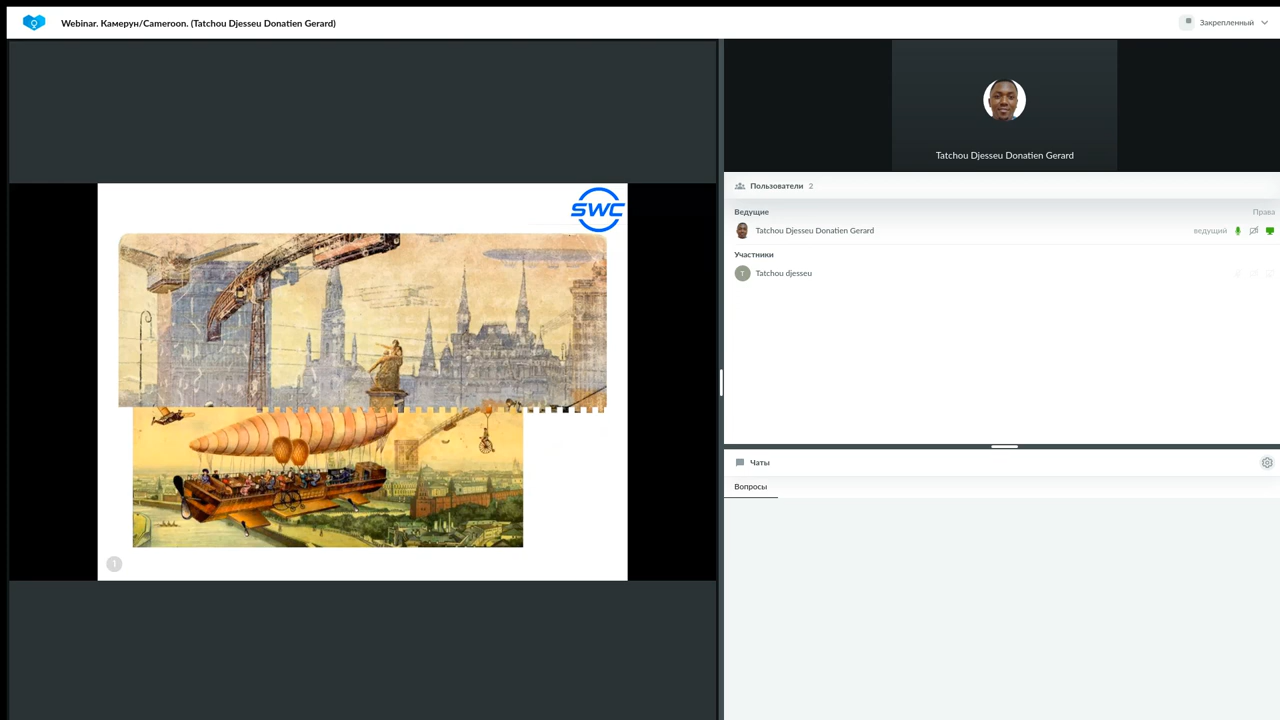 Webinar. Камерун/Cameroon. (Tatchou Djesseu Donatien Gerard)
Закрепленный
SWC
Tatchou Djesseu Donatien Gerard
Пользователи 2
Ведущие Права
Tatchou Djesseu Donatien Gerard ведущий
Участники
T Tatchou djesseu
Чаты
Вопросы
1